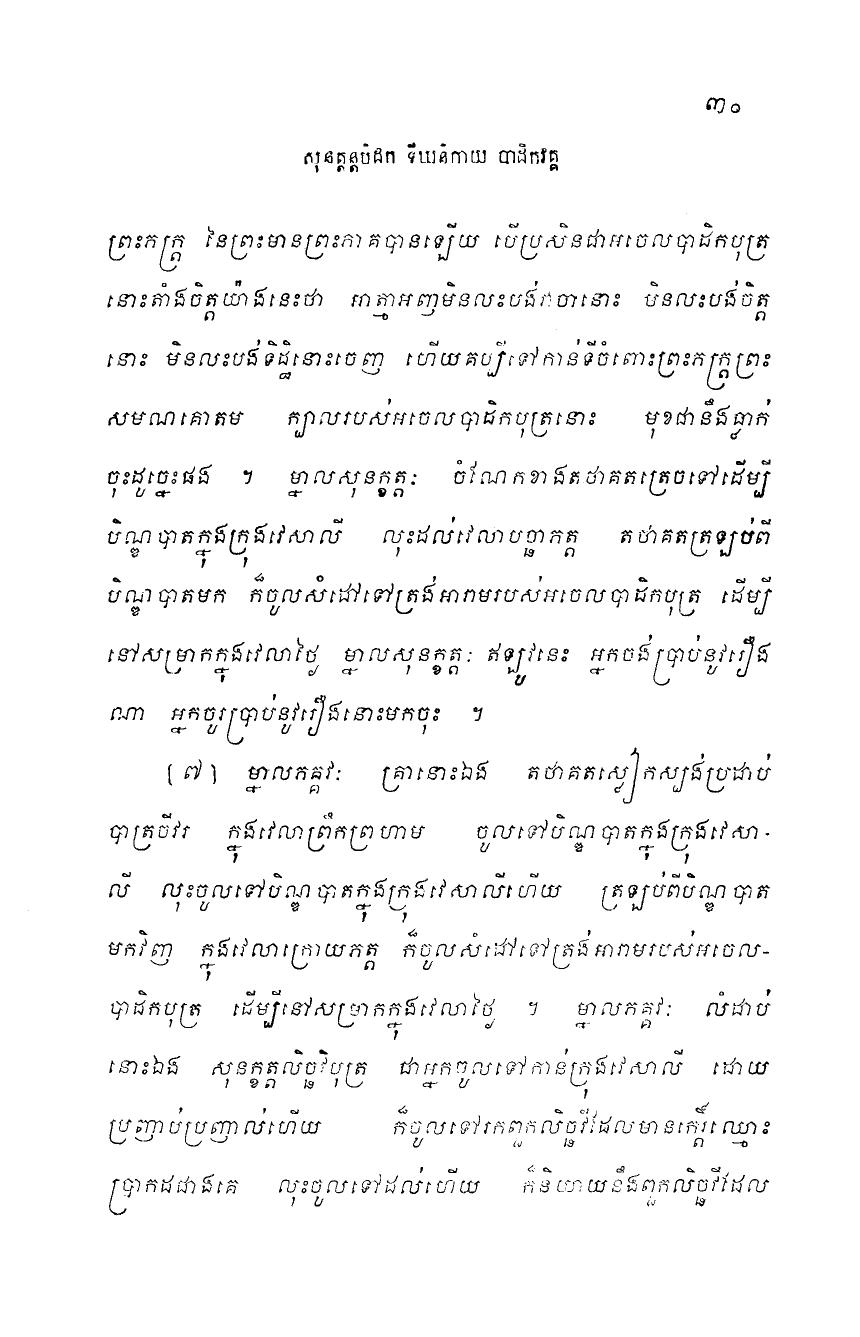 ៣០
សុត្តន្តបិដក ទីឃនិកាយ បាដិកវគ្គ
ព្រះភក្ត្រ នៃព្រះមានព្រះភាគបានឡើយ បើប្រសិនជាអចេលបាដិកបុត្រ
នោះតាំងចិត្តយ៉ាងនេះថា អាត្មាអញមិនលះបង់វាចានោះ មិនលះបង់ចិត្ត
នោះ មិនលះបង់ទិដ្ឋិនោះចេញ ហើយគប្បីទៅកាន់ទីចំពោះព្រះភក្ត្រព្រះ
សមណគោតម ក្បាលរបស់អចេលបាដិកបុត្រនោះ មុខជានឹងធ្លាក់
ចុះដូច្នេះផង ។ ម្នាលសុនក្ខត្តៈ ចំណែកខាងតថាគតត្រេចទៅដើម្បី
បិណ្ឌបាតក្នុងក្រុងវេសាលី លុះដល់វេលាបច្ឆាភត្ត តថាគតត្រឡប់ពី
បិណ្ឌបាតមក ក៏ចូលសំដៅទៅត្រង់អារាមរបស់អចេលបាដិកបុត្រ ដើម្បី
នៅសម្រាកក្នុងវេលាថ្ងៃ ម្នាលសុនក្ខត្តៈ ឥឡូវនេះ អ្នកចង់ប្រាប់នូវរឿង
ណា អ្នកចូរប្រាប់នូវរឿងនោះមកចុះ ។
[៧] ម្នាលភគ្គវៈ គ្រានោះឯង តថាគតស្លៀកស្បង់ប្រដាប់
បាត្រចីវរ ក្នុងវេលាព្រឹកព្រហាម ចូលទៅបិណ្ឌបាតក្នុងក្រុងវេសា-
លី លុះចូលទៅបិណ្ឌបាតក្នុងក្រុងវេសាលីហើយ ត្រឡប់ពីបិណ្ឌបាត
មកវិញ ក្នុងវេលាក្រោយភត្ត ក៏ចូលសំដៅទៅត្រង់អារាមរបស់អចេល-
បាដិកបុត្រ ដើម្បីនៅសម្រាកក្នុងវេលាថ្ងៃ ។ ម្នាលភគ្គវៈ លំដាប់
នោះឯង សុនក្ខត្តលិច្ឆវិបុត្រ ជាអ្នកចូលទៅកាន់ក្រុងវេសាលី ដោយ
ប្រញាប់ប្រញាល់ហើយ ក៏ចូលទៅរកពួកលិច្ឆវីដែលមានកេរ្តិ៍ឈ្មោះ
ប្រាកដជាងគេ លុះចូលទៅដល់ហើយ ក៏និយាយនឹងពួកលិច្ឆវីដែល